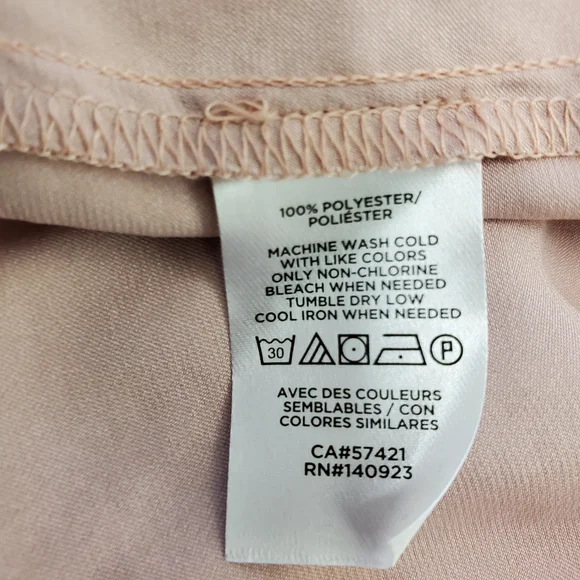 100% POLYESTER/
POLIÉSTER
MACHINE WASH COLD
WITH LIKE COLORS
ONLY NON-CHLORINE
BLEACH WHEN NEEDED
TUMBLE DRY LOW
COOL IRON WHEN NEEDED
30 P
AVEC DES COULEURS
SEMBLABLES / CON
COLORES SIMILARES
CA#57421
RN#140923